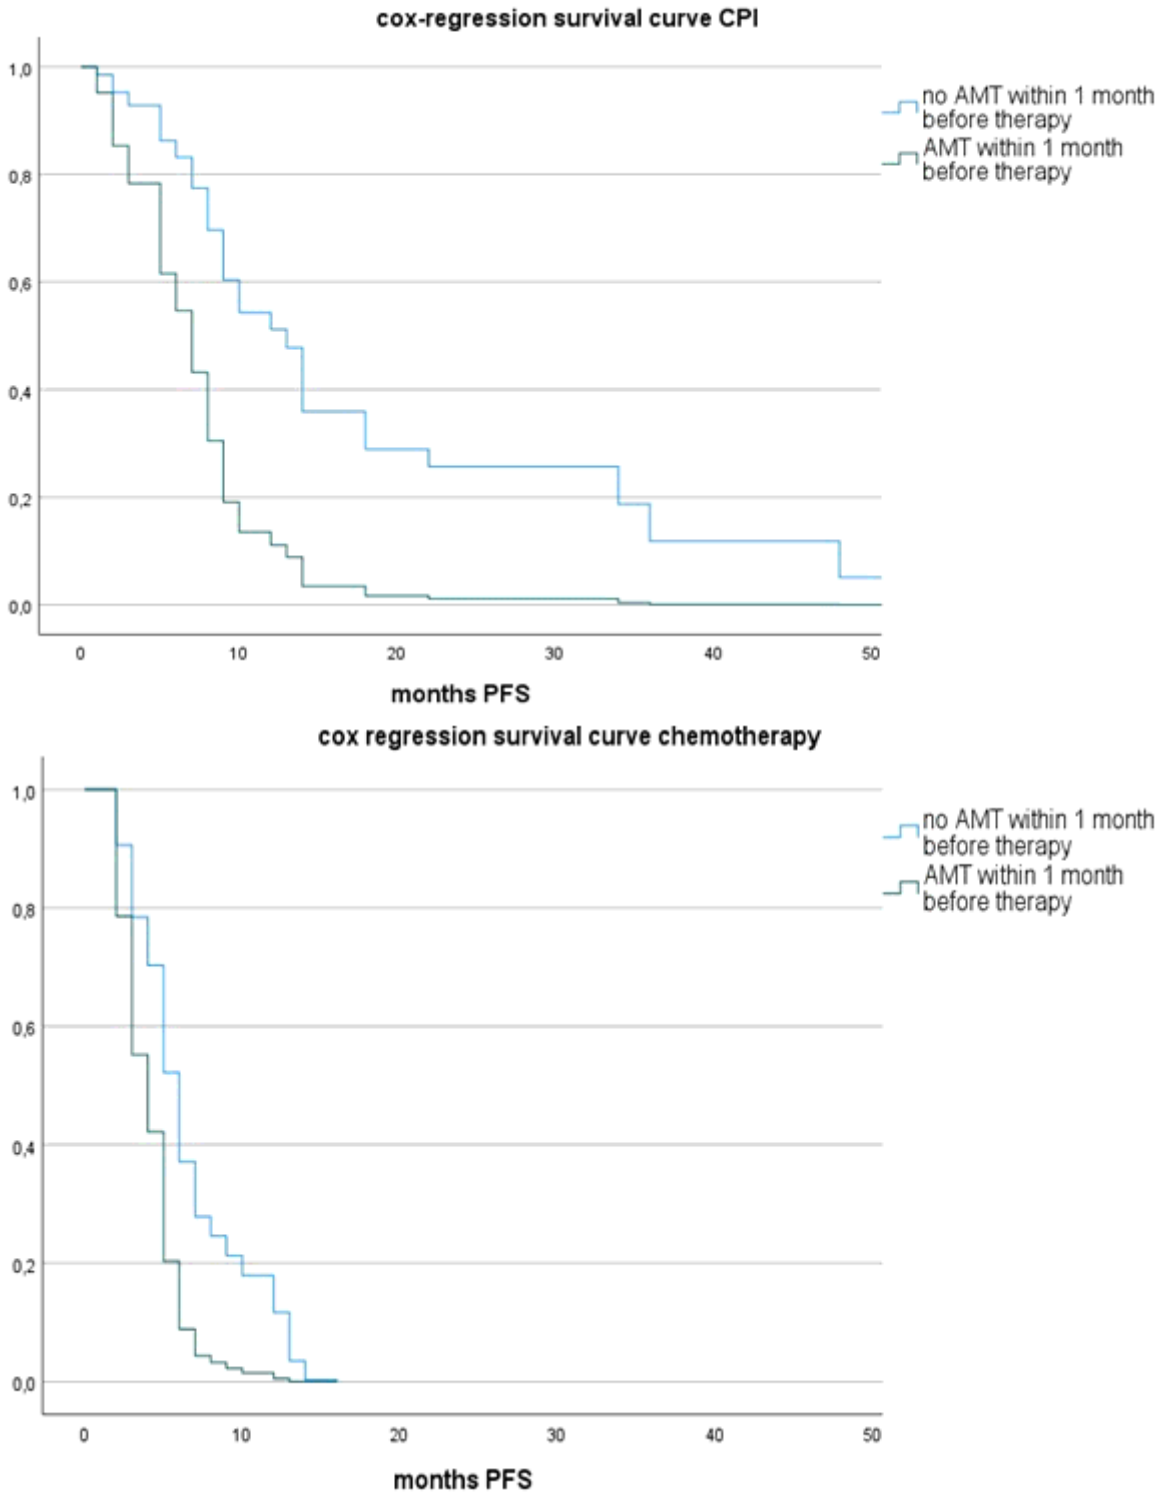 cox-regression survival curve CPI
1,0
0,8
0,6
0,4
0,2
0,0
0 10 20 30 40 50
months PFS
no AMT within 1 month
before therapy
AMT within 1 month
before therapy
cox regression survival curve chemotherapy
1,0
0,8
0,6
0,4
0,2
0,0
0 10 20 30 40 50
months PFS
no AMT within 1 month
before therapy
AMT within 1 month
before therapy